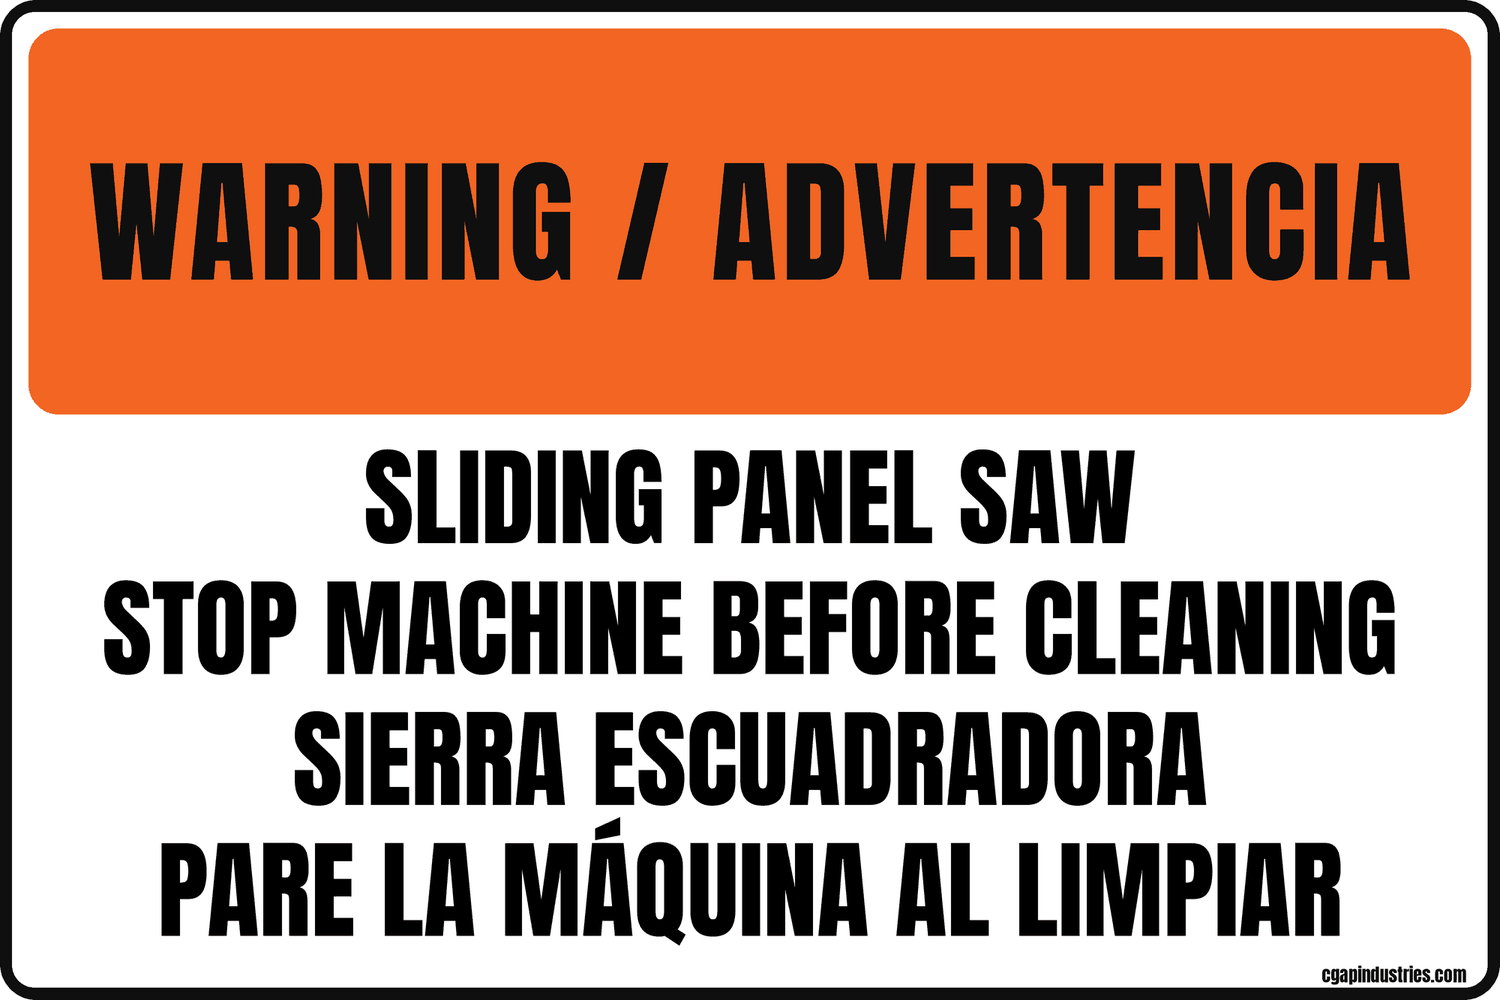 WARNING / ADVERTENCIA
SLIDING PANEL SAW
STOP MACHINE BEFORE CLEANING
SIERRA ESCUADRADORA
PARE LA MÁQUINA AL LIMPIAR
cgapindustries.com